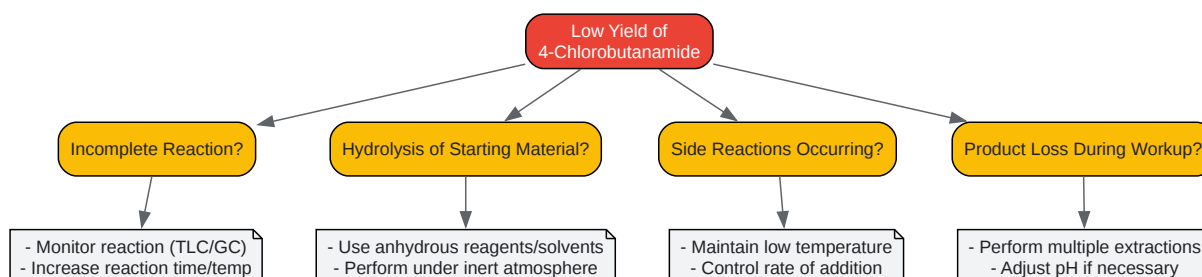 Low Yield of
4-Chlorobutanamide
Incomplete Reaction?
Hydrolysis of Starting Material?
Side Reactions Occurring?
Product Loss During Workup?
- Monitor reaction (TLC/GC)
- Increase reaction time/temp
- Use anhydrous reagents/solvents
- Perform under inert atmosphere
- Maintain low temperature
- Control rate of addition
- Perform multiple extractions
- Adjust pH if necessary